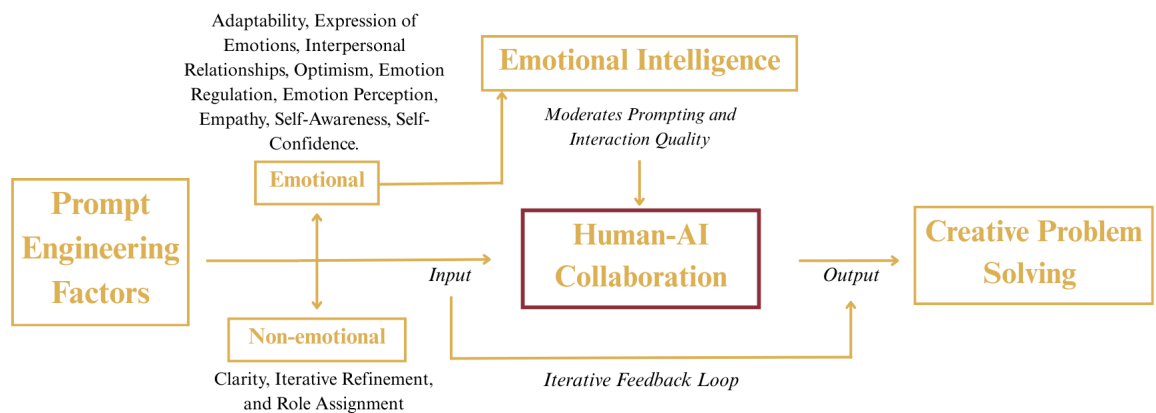 Adaptability, Expression of
Emotions, Interpersonal
Relationships, Optimism, Emotion
Regulation, Emotion Perception,
Empathy, Self-Awareness, Self-
Confidence.
Emotional Intelligence
Moderates Prompting and
Interaction Quality
Emotional
Prompt
Engineering
Factors
Human-AI
Collaboration
Creative Problem
Solving
Input
Output
Non-emotional
Clarity, Iterative Refinement,
and Role Assignment
Iterative Feedback Loop